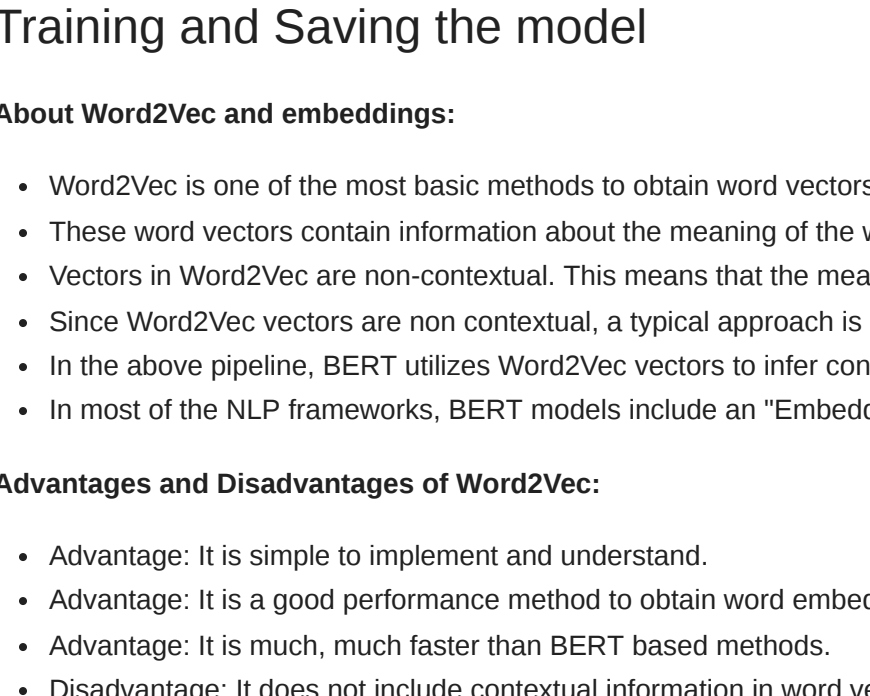 Training and Saving the model
About Word2Vec and embeddings:
Word2Vec is one of the most basic methods to obtain word vectors
These word vectors contain information about the meaning of the
Vectors in Word2Vec are non-contextual. This means that the
Since Word2Vec vectors are non contextual, a typical approach is
In the above pipeline, BERT utilizes Word2Vec vectors to infer
In most of the NLP frameworks, BERT models include an
Advantages and Disadvantages of Word2Vec:
Advantage: It is simple to implement and understand.
Advantage: It is a good performance method to obtain word
Advantage: It is much, much faster than BERT based methods.
Disadvantage: It does not include contextual information in word